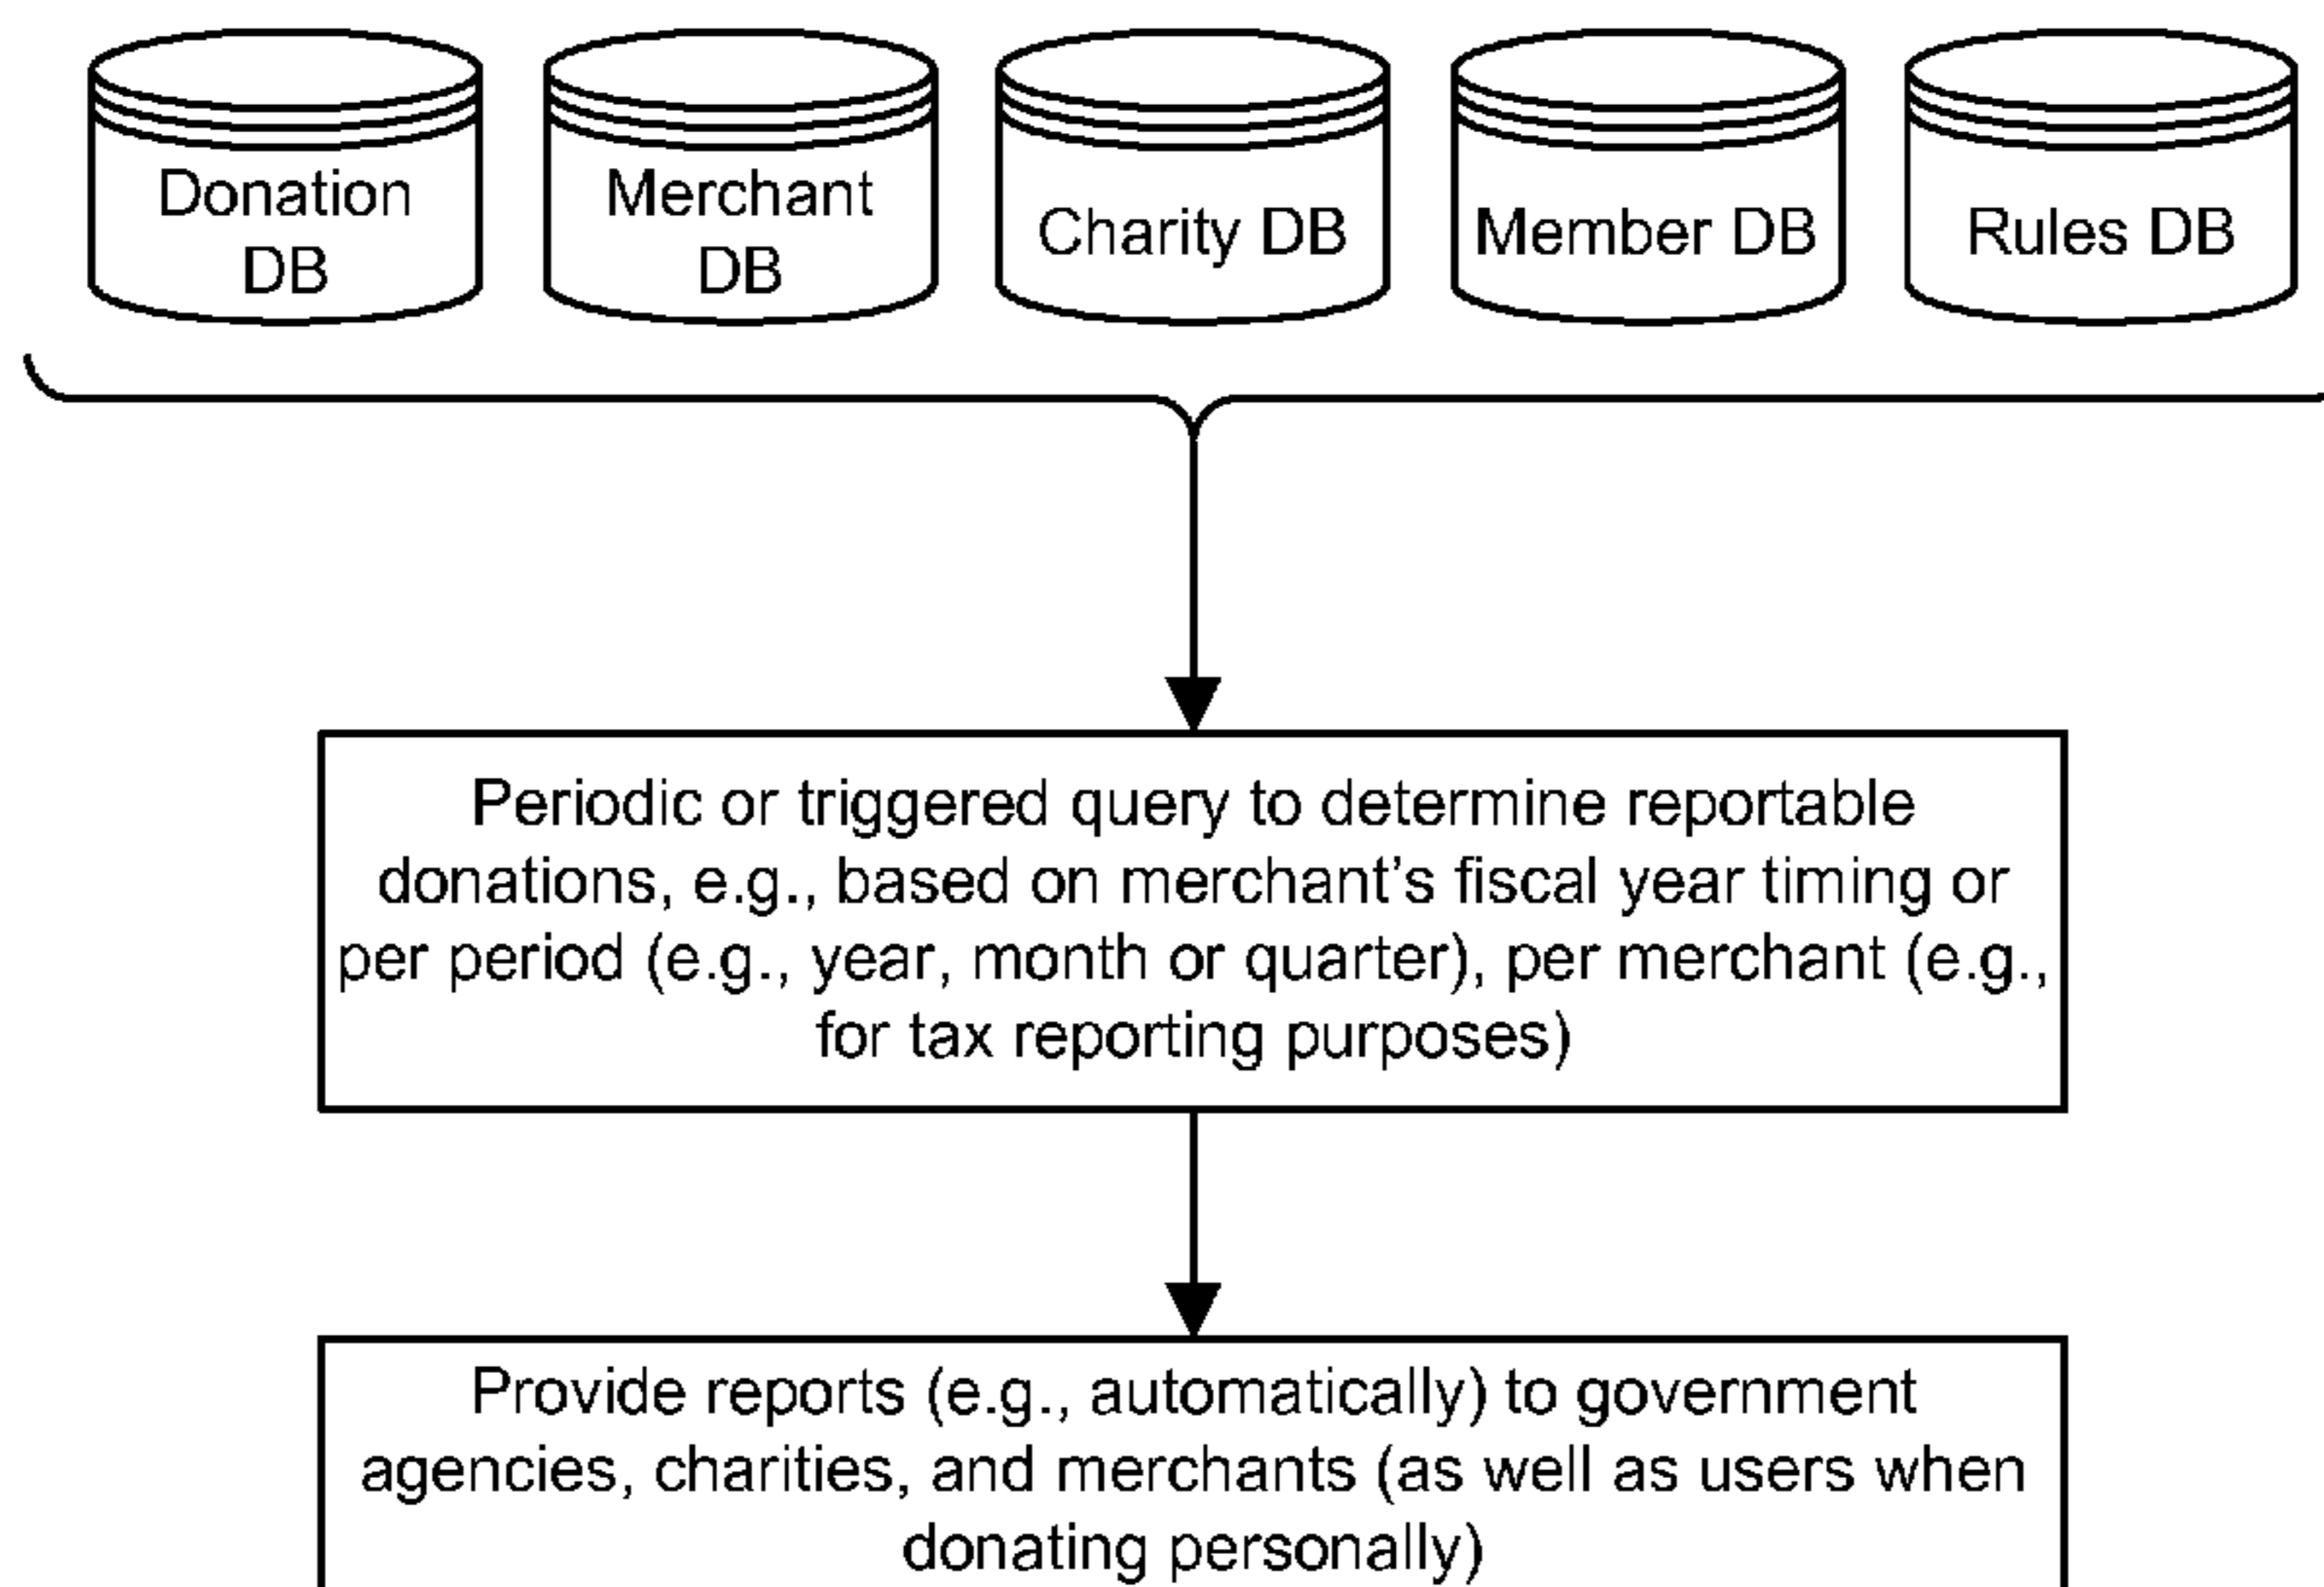 Donation
DB
Merchant
DB
Charity DB
Member DB
Rules DB
Periodic or triggered query to determine reportable
donations, e.g., based on merchant’s fiscal year timing or
per period (e.g., year, month or quarter), per merchant (e.g.,
for tax reporting purposes)
Provide reports (e.g., automatically) to government
agencies, charities, and merchants (as well as users when
donating personally)